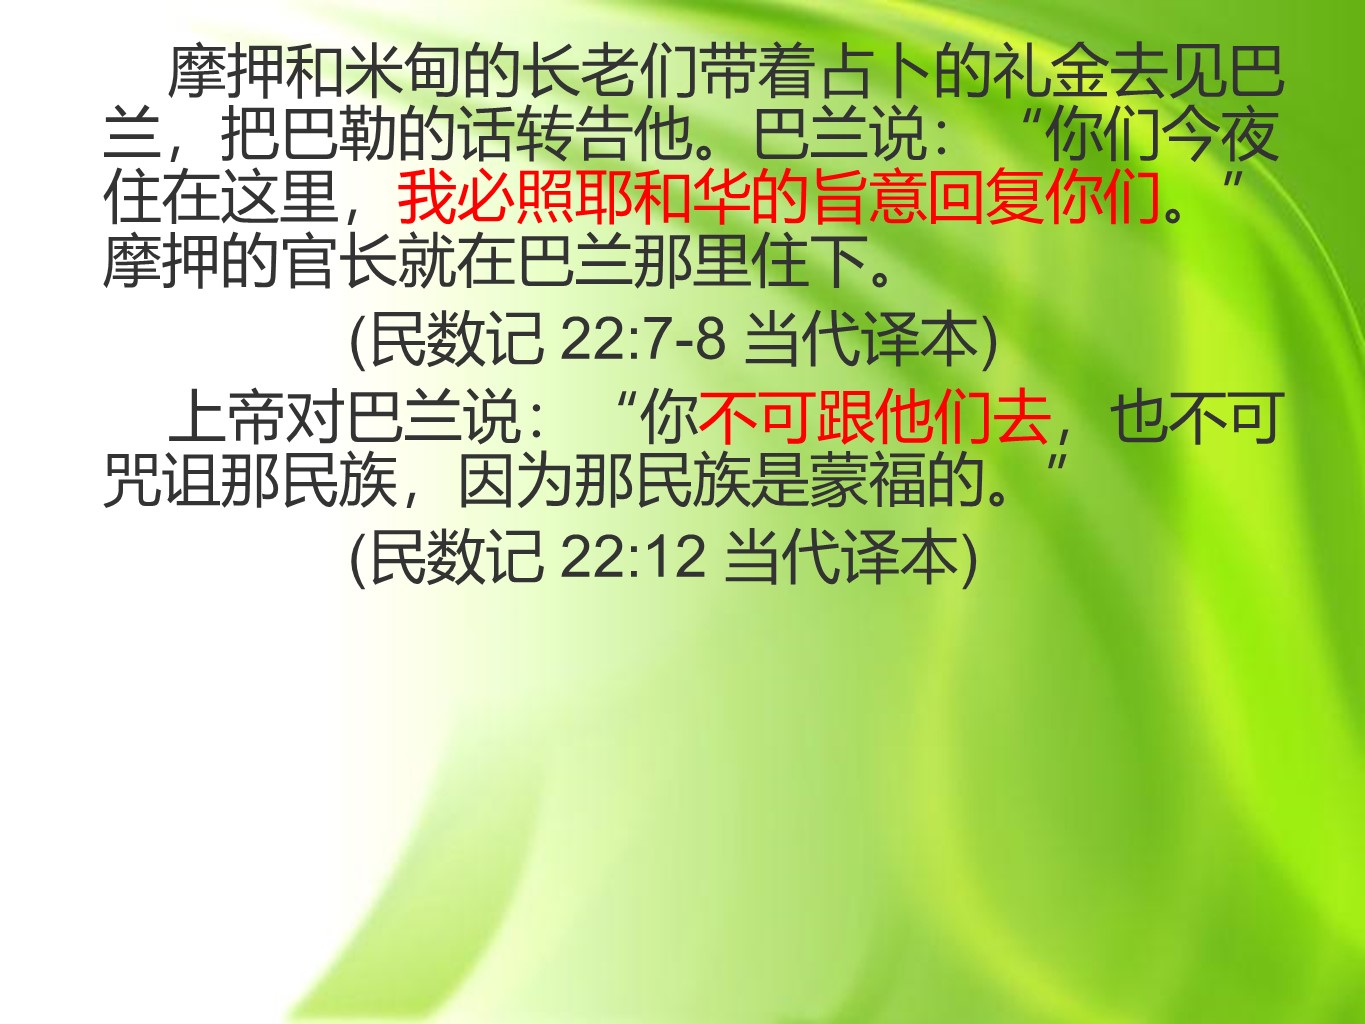 摩押和米甸的长老们带着占卜的礼金去见巴
兰，把巴勒的话转告他。巴兰说：“你们今夜
住在这里，我必照耶和华的旨意回复你们。”
摩押的官长就在巴兰那里住下。
(民数记 22:7-8 当代译本)
上帝对巴兰说：“你不可跟他们去，也不可
咒诅那民族，因为那民族是蒙福的。”
(民数记 22:12 当代译本)